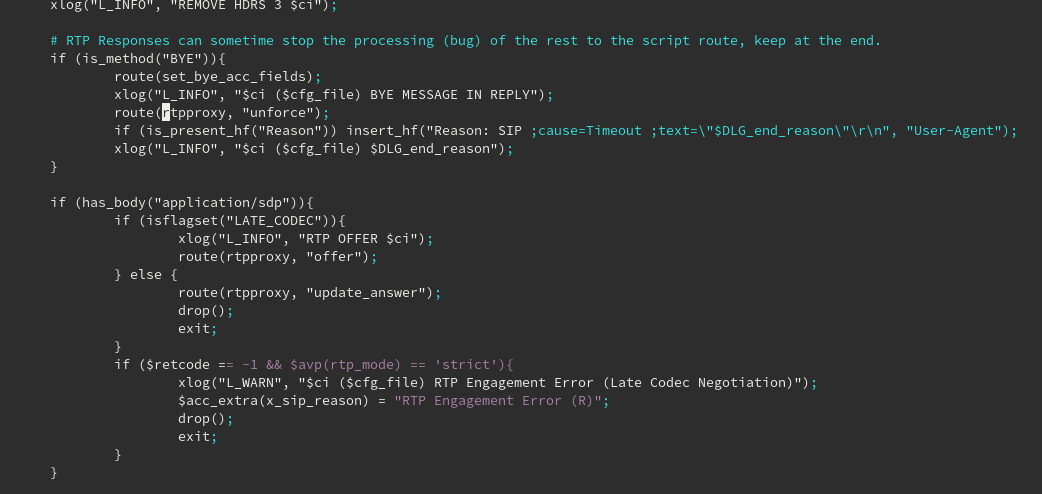 xlog("L_INFO", "REMOVE HDRS 3 $ci");
# RTP Responses can sometime stop the processing (bug) of the rest to the script route, keep at the end.
if (is_method("BYE")){
route(set_bye_acc_fields);
xlog("L_INFO", "$ci ($cfg_file) BYE MESSAGE IN REPLY");
route(rtpproxy, "unforce");
if (is_present_hf("Reason")) insert_hf("Reason: SIP ;cause=Timeout ;text=\"$DLG_end_reason\"\r\n", "User-Agent");
xlog("L_INFO", "$ci ($cfg_file) $DLG_end_reason");
}
if (has_body("application/sdp")){
if (isflagset("LATE_CODEC")){
xlog("L_INFO", "RTP OFFER $ci");
route(rtpproxy, "offer");
} else {
route(rtpproxy, "update_answer");
drop();
exit;
}
if ($retcode == -1 && $avp(rtp_mode) == 'strict'){
xlog("L_WARN", "$ci ($cfg_file) RTP Engagement Error (Late Codec Negotiation)");
$acc_extra(x_sip_reason) = "RTP Engagement Error (R)";
drop();
exit;
}
}